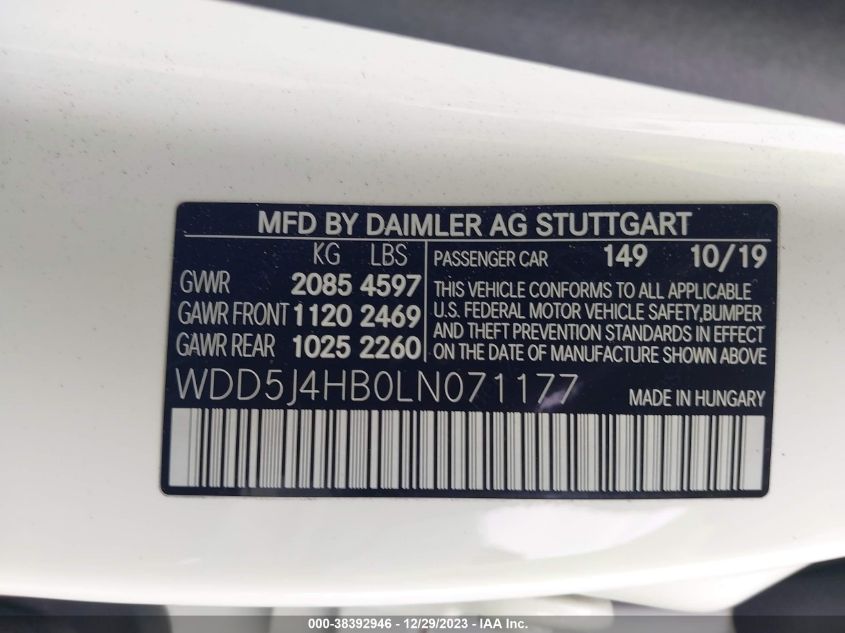 MFD BY DAIMLER AG STUTTGART
KG LBS
GVWR 2085 4597
GAWR FRONT 1120 2469
GAWR REAR 1025 2260
PASSENGER CAR 149 10/19
THIS VEHICLE CONFORMS TO ALL APPLICABLE
U.S. FEDERAL MOTOR VEHICLE SAFETY,BUMPER
AND THEFT PREVENTION STANDARDS IN EFFECT
ON THE DATE OF MANUFACTURE SHOWN ABOVE
WDD5J4HB0LN071177 MADE IN HUNGARY
000-38392946 - 12/29/2023 - IAA Inc.